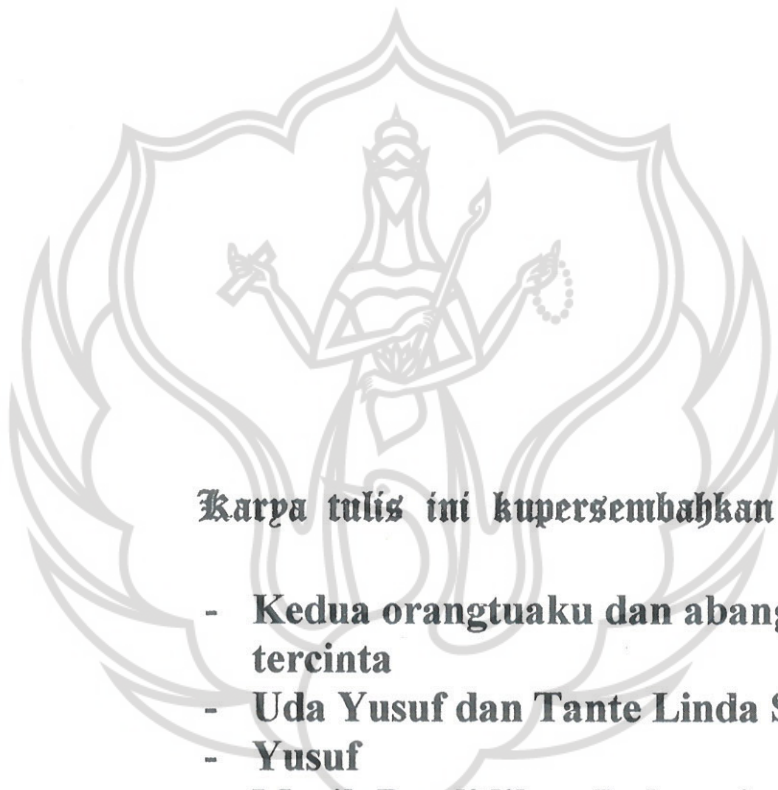 Karya tulis ini kupersembahkan
- Kedua orangtuaku dan abang
tercinta
- Uda Yusuf dan Tante Linda
- Yusuf